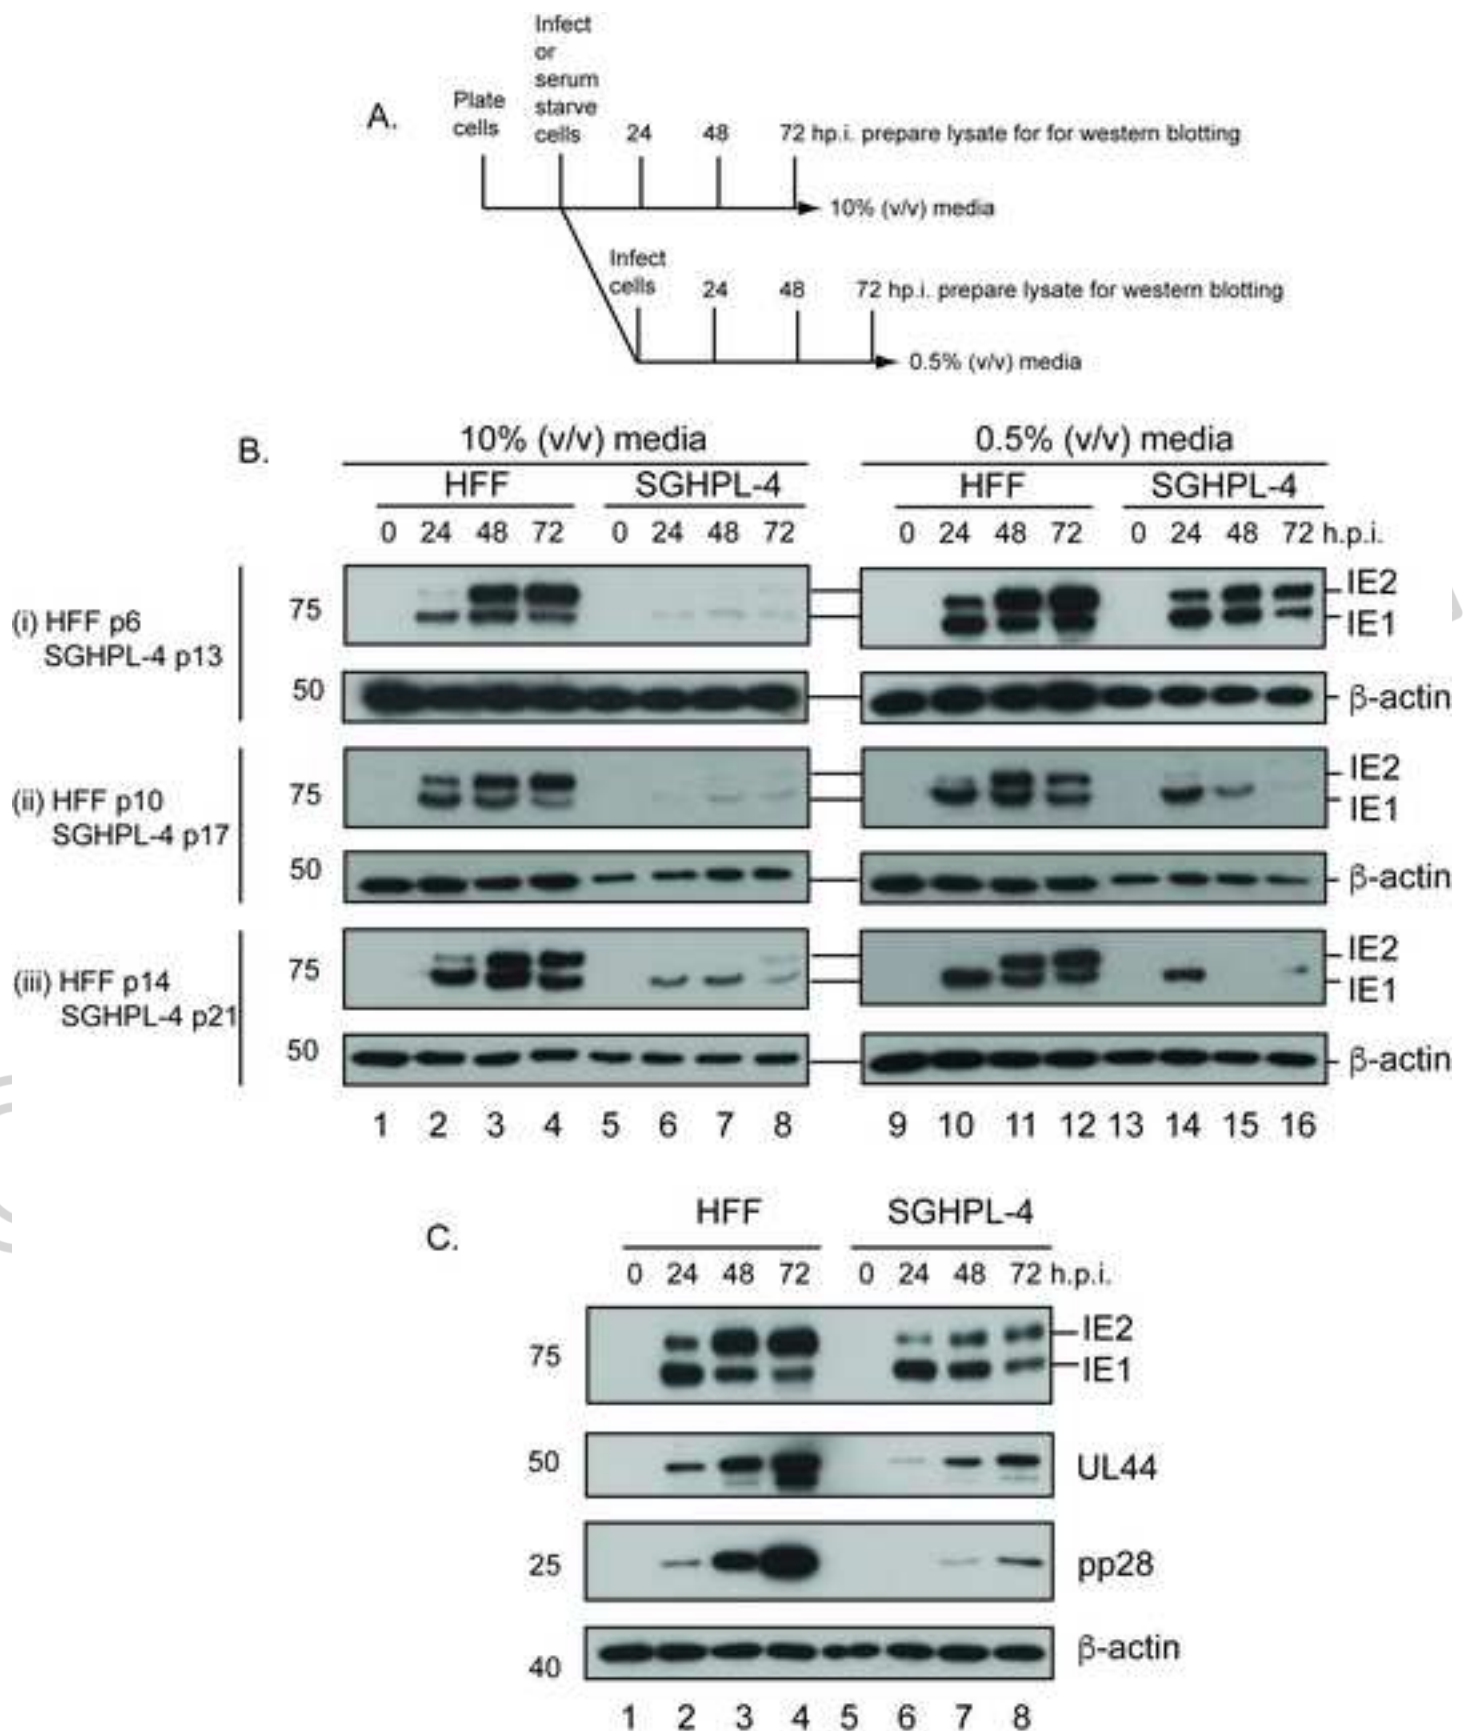 A.
Plate
cells
Infect
or
serum
starve
cells
24 48 72 hp.i. prepare lysate for for western blotting
10% (v/v) media
Infect
cells
24 48 72 hp.i. prepare lysate for western blotting
0.5% (v/v) media
B.
10% (v/v) media 0.5% (v/v) media
HFF SGHPL-4 HFF SGHPL-4
0 24 48 72 0 24 48 72 0 24 48 72 0 24 48 72 h.p.i.
(i) HFF p6
SGHPL-4 p13
75
IE2
IE1
50
β-actin
(ii) HFF p10
SGHPL-4 p17
75
IE2
IE1
50
β-actin
(iii) HFF p14
SGHPL-4 p21
75
IE2
IE1
50
β-actin
1 2 3 4 5 6 7 8 9 10 11 12 13 14 15 16
C.
HFF SGHPL-4
0 24 48 72 0 24 48 72 h.p.i.
75
IE2
IE1
50
UL44
25
pp28
β-actin
40
1 2 3 4 5 6 7 8